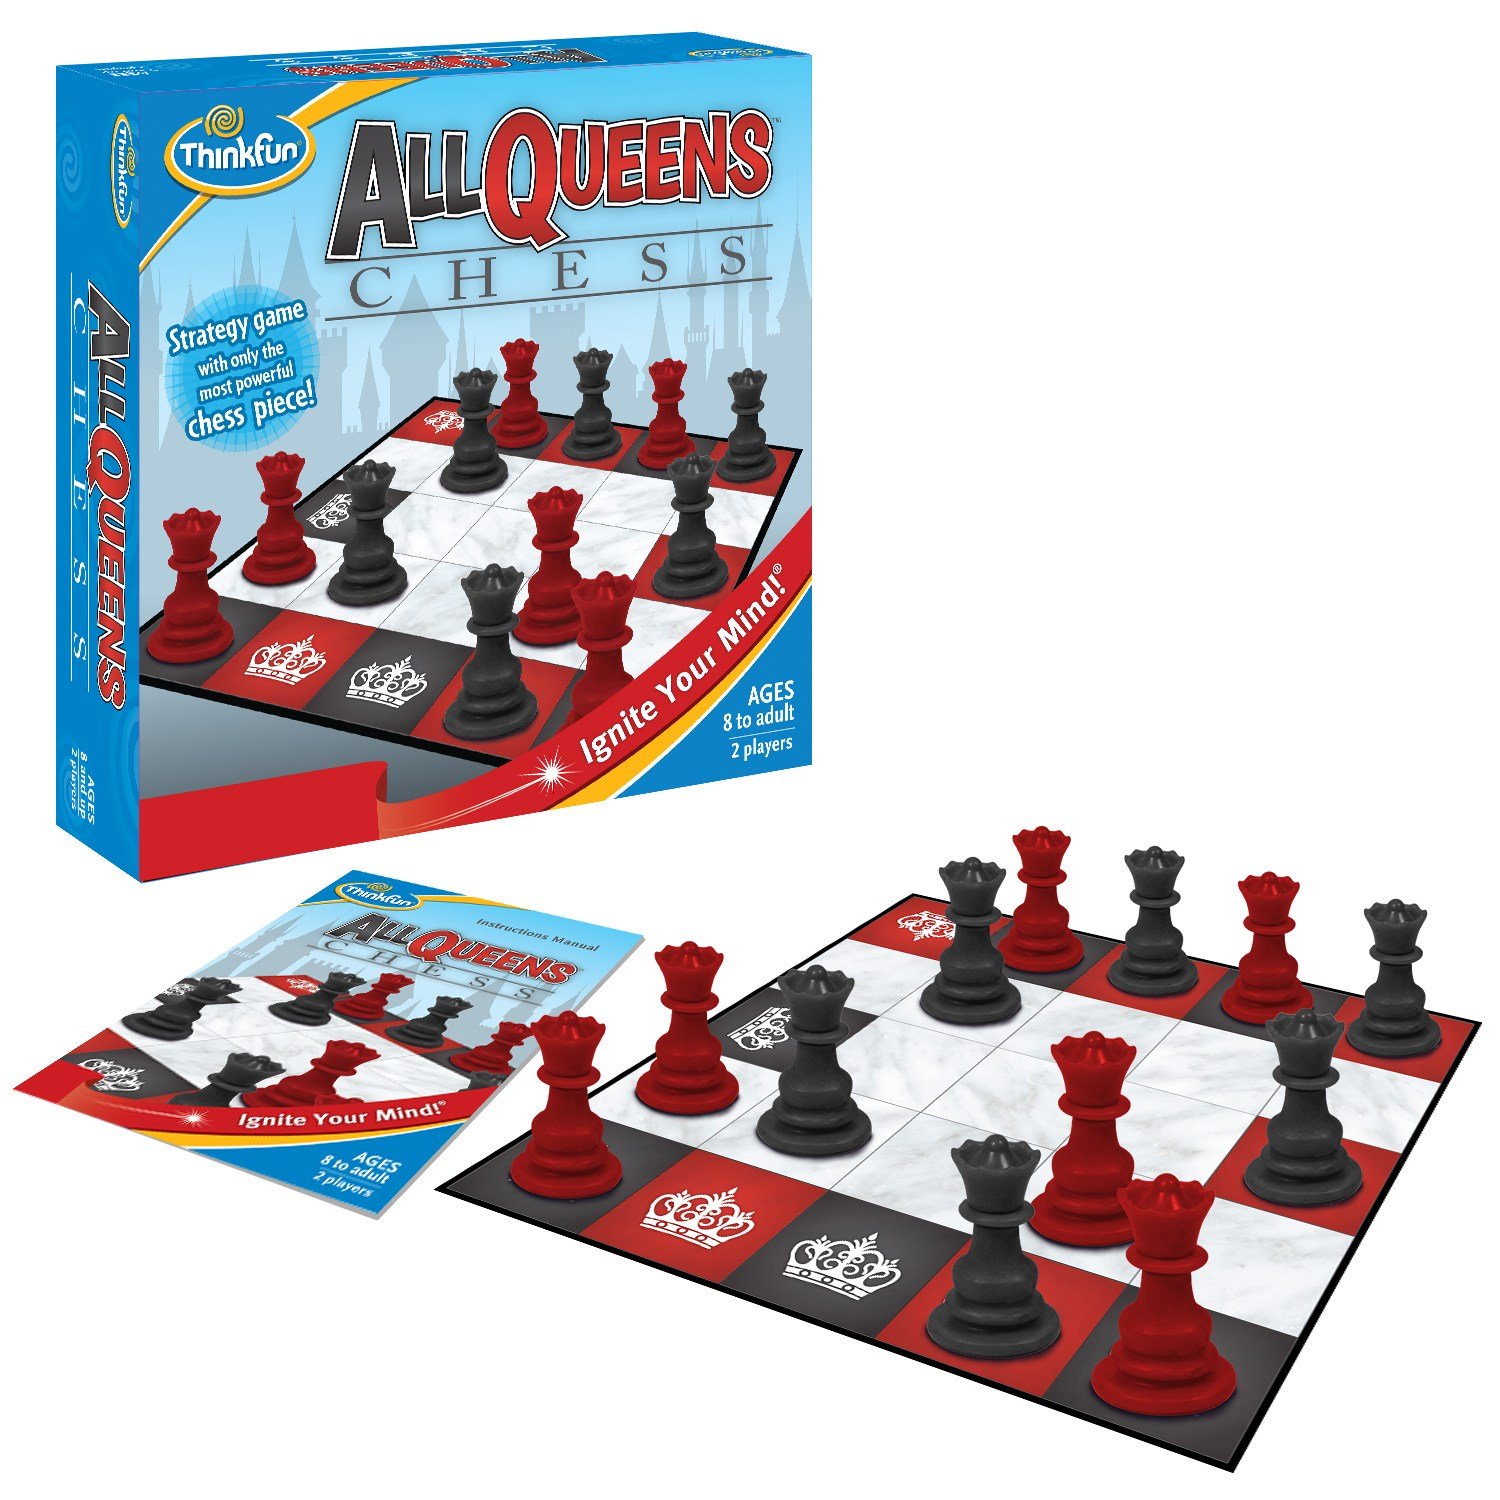 ThinkFun®
ALL QUEENS™
CHESS
Strategy game
with only the
most powerful
chess piece!
Ignite Your Mind!®
AGES
8 to adult
2 players
ThinkFun
ALL QUEENS
CHESS
AGES
8 and up
2 players
ThinkFun
Instructions Manual
ALL QUEENS
CHESS
Ignite Your Mind!®
AGES
8 to adult
2 players